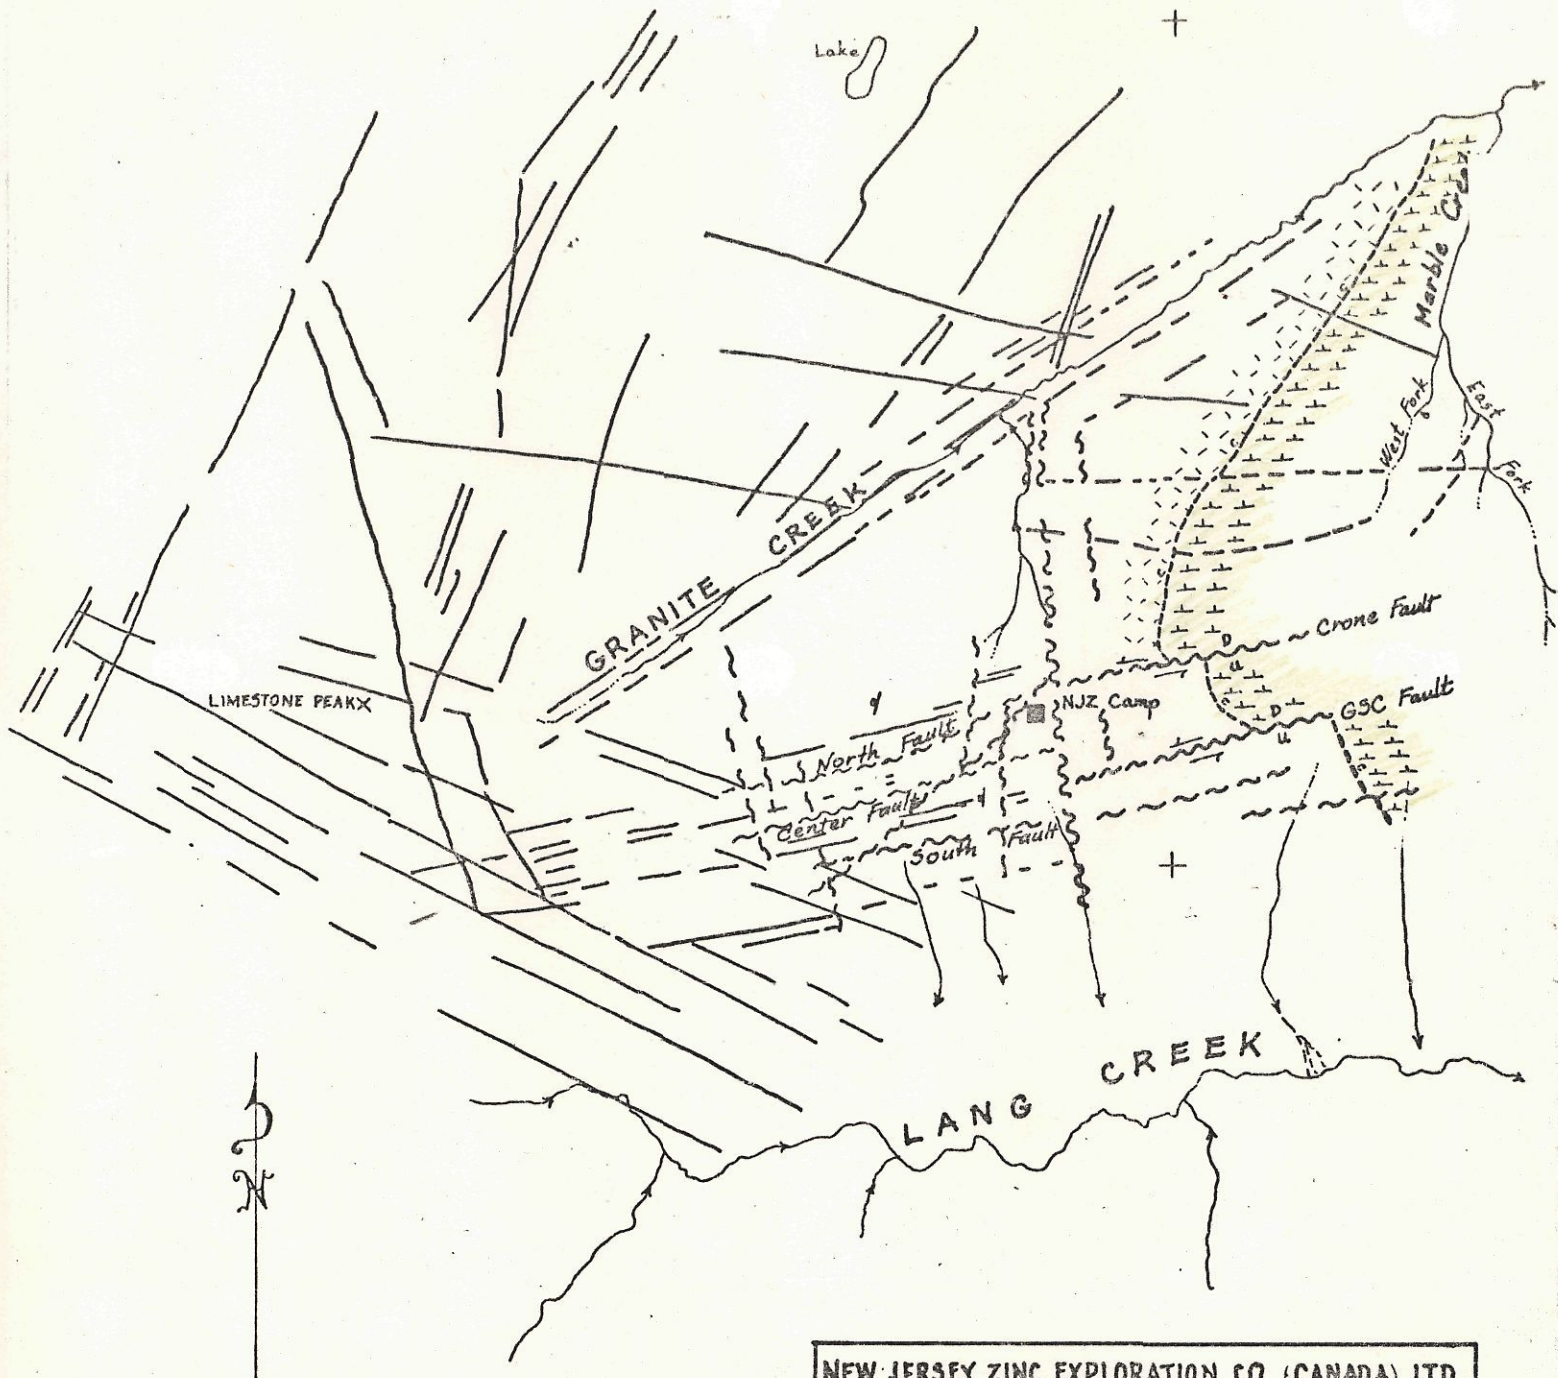 Lake
Marble Creek
West Fork
East Fork
GRANITE CREEK
Crone Fault
D
U
LIMESTONE PEAK X
NJZ Camp
GSC Fault
D
U
North Fault
Center Fault
South Fault
LANG CREEK
N
NEW JERSEY ZINC EXPLORATION CO. (CANADA) LTD.